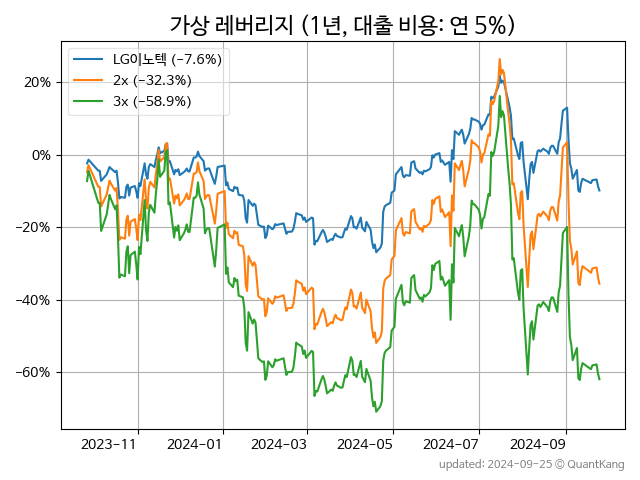 가상 레버리지 (1년, 대출 비용: 연 5%)
LG이노텍 (−7.6%)
2x (−32.3%)
3x (−58.9%)
20%
0%
−20%
−40%
−60%
2023-11 2024-01 2024-03 2024-05 2024-07 2024-09
updated: 2024-09-25 © QuantKang